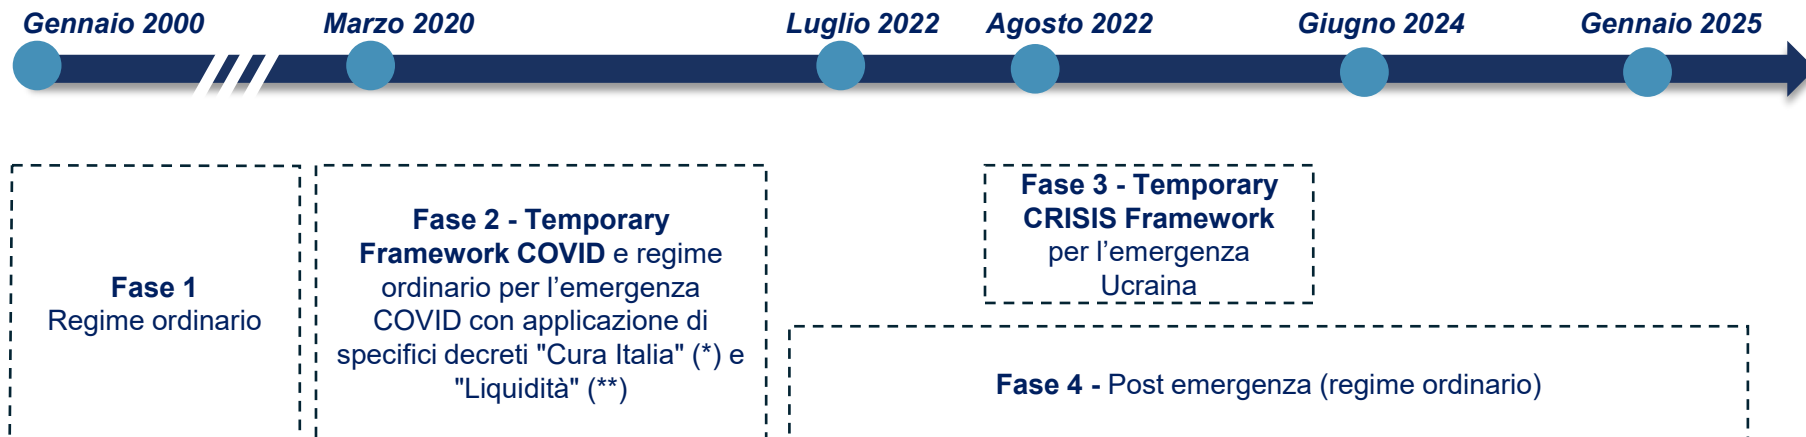 Gennaio 2000
Marzo 2020
Luglio 2022
Agosto 2022
Giugno 2024
Gennaio 2025
Fase 1
Regime ordinario
Fase 2 - Temporary
Framework COVID e regime
ordinario per l’emergenza
COVID con applicazione di
specifici decreti "Cura Italia" (*) e
"Liquidità" (**)
Fase 3 - Temporary
CRISIS Framework
per l’emergenza
Ucraina
Fase 4 - Post emergenza (regime ordinario)